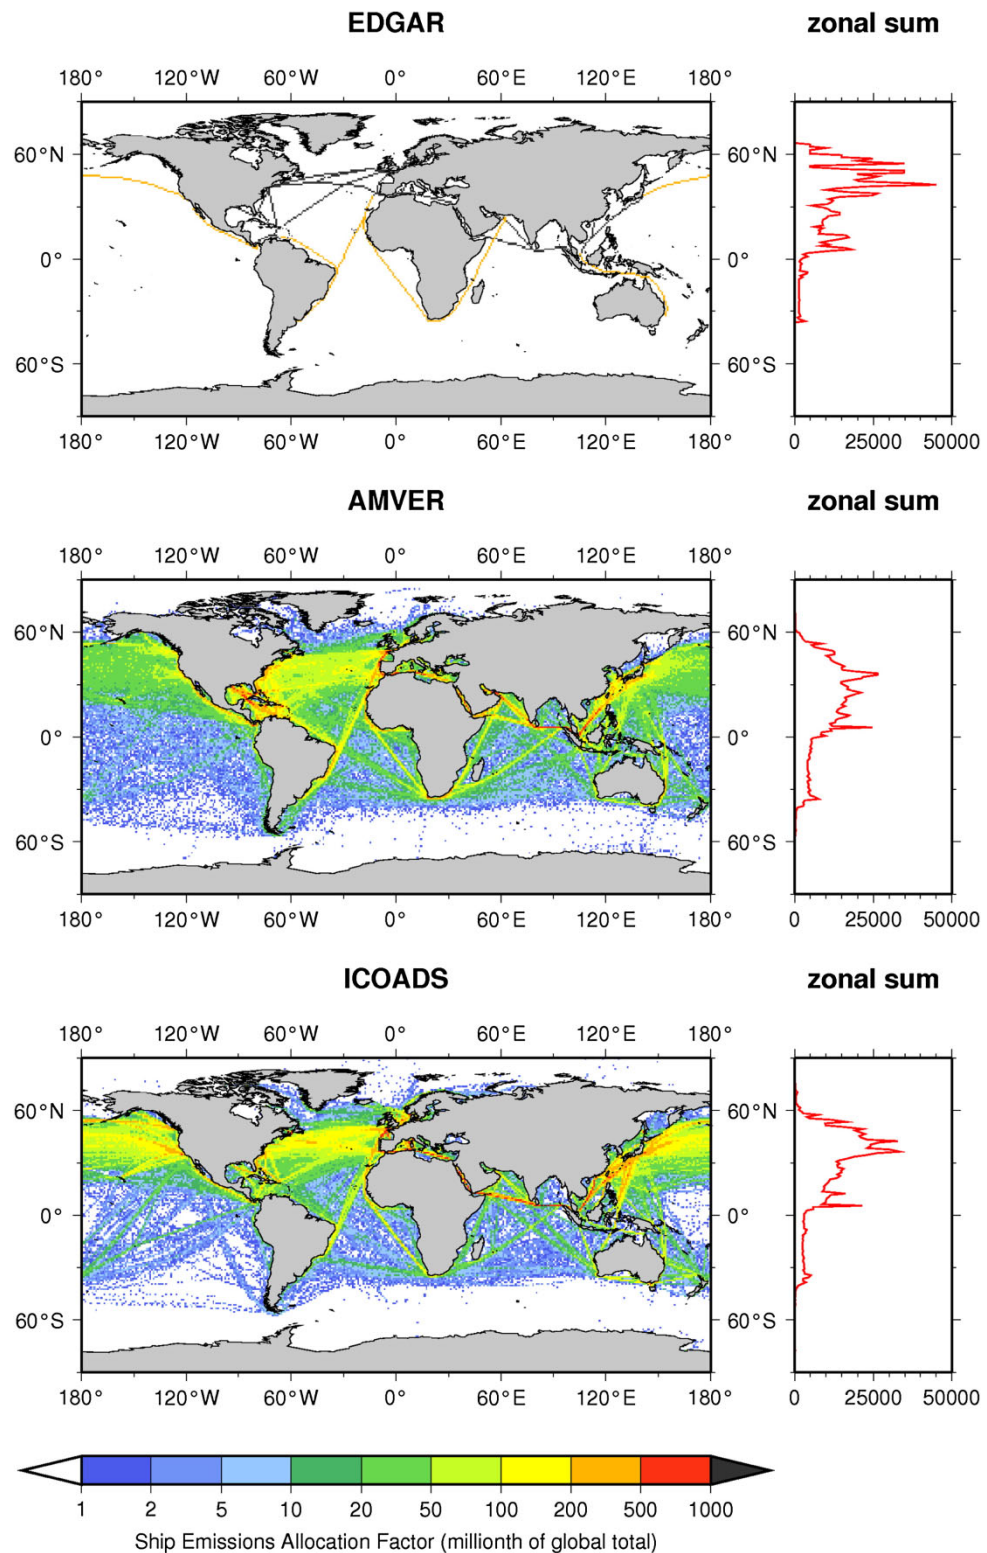 EDGAR zonal sum
180° 120°W 60°W 0° 60°E 120°E 180°
60°N
0°
60°S
60°N
0°
60°S
180° 120°W 60°W 0° 60°E 120°E 180° 0 25000 50000
AMVER zonal sum
180° 120°W 60°W 0° 60°E 120°E 180°
60°N
0°
60°S
60°N
0°
60°S
180° 120°W 60°W 0° 60°E 120°E 180° 0 25000 50000
ICOADS zonal sum
180° 120°W 60°W 0° 60°E 120°E 180°
60°N
0°
60°S
60°N
0°
60°S
180° 120°W 60°W 0° 60°E 120°E 180° 0 25000 50000
1 2 5 10 20 50 100 200 500 1000
Ship Emissions Allocation Factor (millionth of global total)